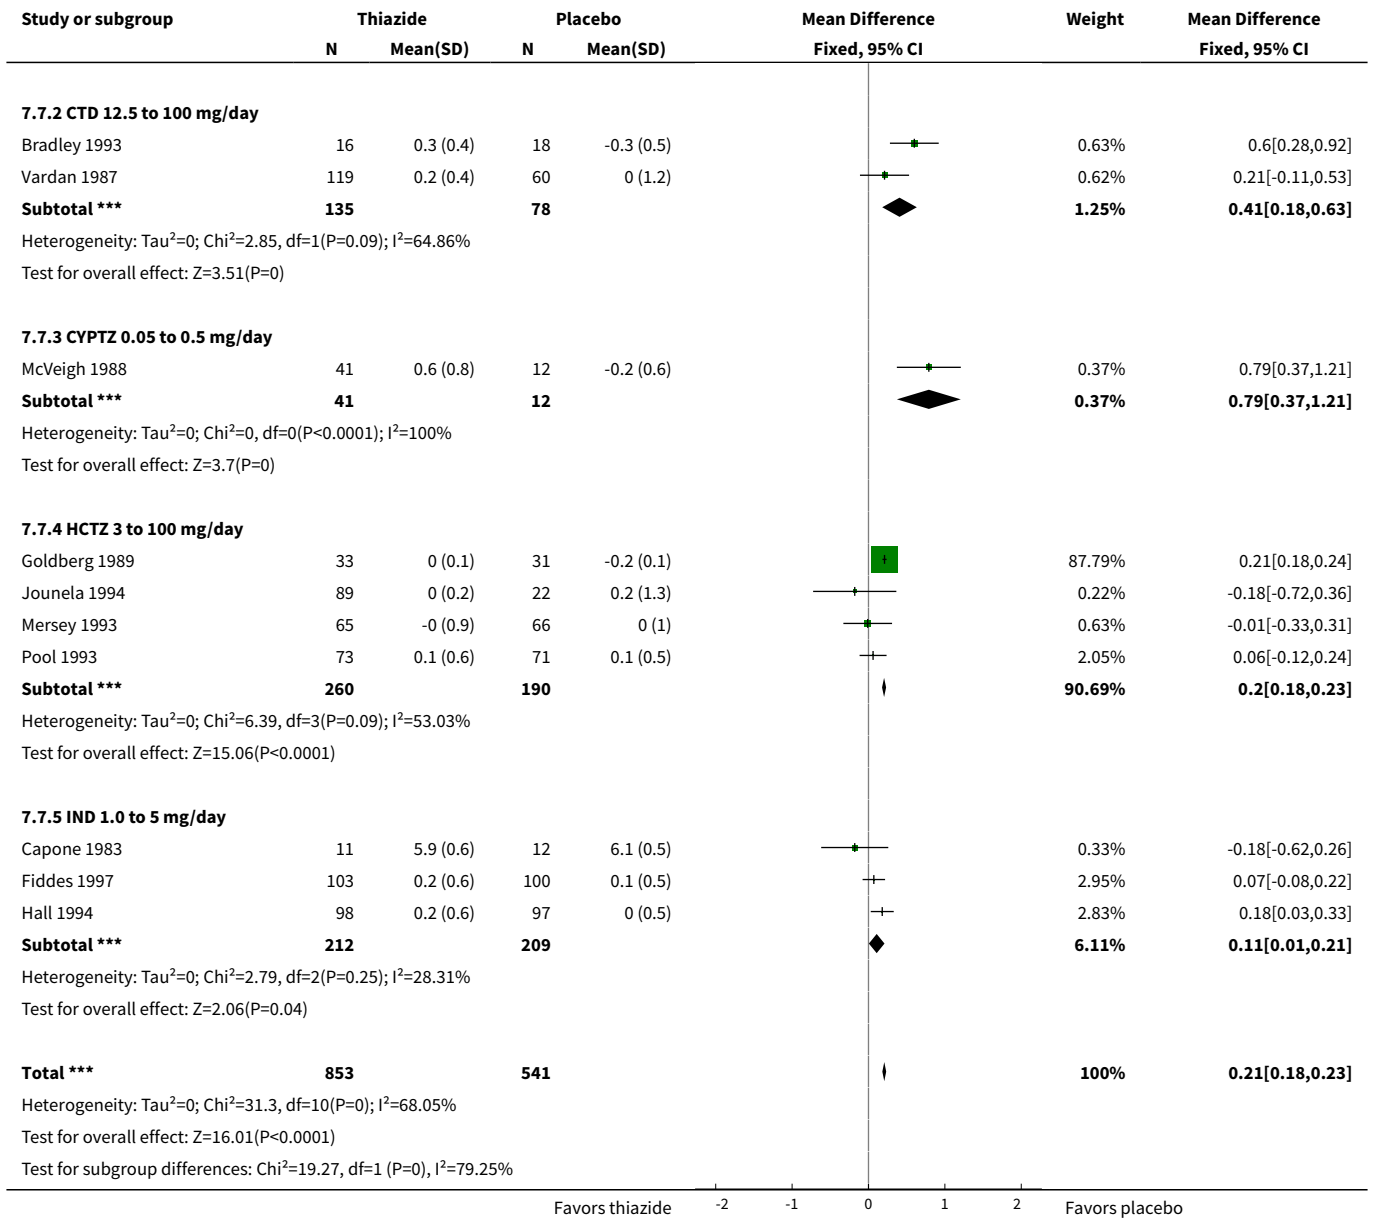 Study or subgroup Thiazide Placebo Mean Difference Weight Mean Difference
N Mean(SD) N Mean(SD) Fixed, 95% CI Fixed, 95% CI
7.7.2 CTD 12.5 to 100 mg/day
Bradley 1993 16 0.3 (0.4) 18 -0.3 (0.5) 0.63% 0.6[0.28,0.92]
Vardan 1987 119 0.2 (0.4) 60 0 (1.2) 0.62% 0.21[-0.11,0.53]
Subtotal *** 135 78 1.25% 0.41[0.18,0.63]
Heterogeneity: Tau²=0; Chi²=2.85, df=1(P=0.09); I²=64.86%
Test for overall effect: Z=3.51(P=0)
7.7.3 CYPTZ 0.05 to 0.5 mg/day
McVeigh 1988 41 0.6 (0.8) 12 -0.2 (0.6) 0.37% 0.79[0.37,1.21]
Subtotal *** 41 12 0.37% 0.79[0.37,1.21]
Heterogeneity: Tau²=0; Chi²=0, df=0(P<0.0001); I²=100%
Test for overall effect: Z=3.7(P=0)
7.7.4 HCTZ 3 to 100 mg/day
Goldberg 1989 33 0 (0.1) 31 -0.2 (0.1) 87.79% 0.21[0.18,0.24]
Jounela 1994 89 0 (0.2) 22 0.2 (1.3) 0.22% -0.18[-0.72,0.36]
Mersey 1993 65 -0 (0.9) 66 0 (1) 0.63% -0.01[-0.33,0.31]
Pool 1993 73 0.1 (0.6) 71 0.1 (0.5) 2.05% 0.06[-0.12,0.24]
Subtotal *** 260 190 90.69% 0.2[0.18,0.23]
Heterogeneity: Tau²=0; Chi²=6.39, df=3(P=0.09); I²=53.03%
Test for overall effect: Z=15.06(P<0.0001)
7.7.5 IND 1.0 to 5 mg/day
Capone 1983 11 5.9 (0.6) 12 6.1 (0.5) 0.33% -0.18[-0.62,0.26]
Fiddes 1997 103 0.2 (0.6) 100 0.1 (0.5) 2.95% 0.07[-0.08,0.22]
Hall 1994 98 0.2 (0.6) 97 0 (0.5) 2.83% 0.18[0.03,0.33]
Subtotal *** 212 209 6.11% 0.11[0.01,0.21]
Heterogeneity: Tau²=0; Chi²=2.79, df=2(P=0.25); I²=28.31%
Test for overall effect: Z=2.06(P=0.04)
Total *** 853 541 100% 0.21[0.18,0.23]
Heterogeneity: Tau²=0; Chi²=31.3, df=10(P=0); I²=68.05%
Test for overall effect: Z=16.01(P<0.0001)
Test for subgroup differences: Chi²=19.27, df=1 (P=0), I²=79.25%
Favors thiazide -2 -1 0 1 2 Favors placebo